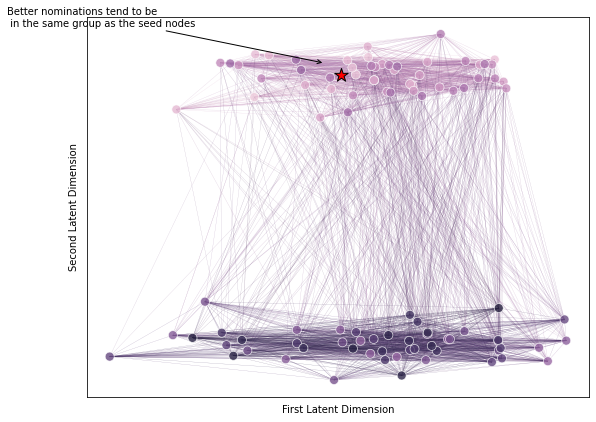 Better nominations tend to be
in the same group as the seed nodes
Second Latent Dimension
First Latent Dimension